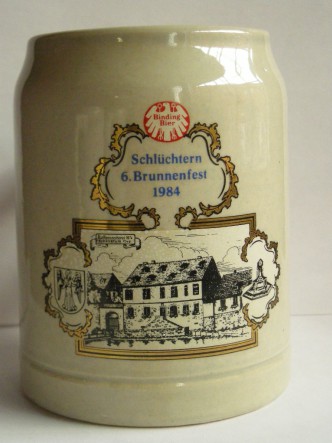 Binding
Bier
Schlüchtern
6. Brunnenfest
1984